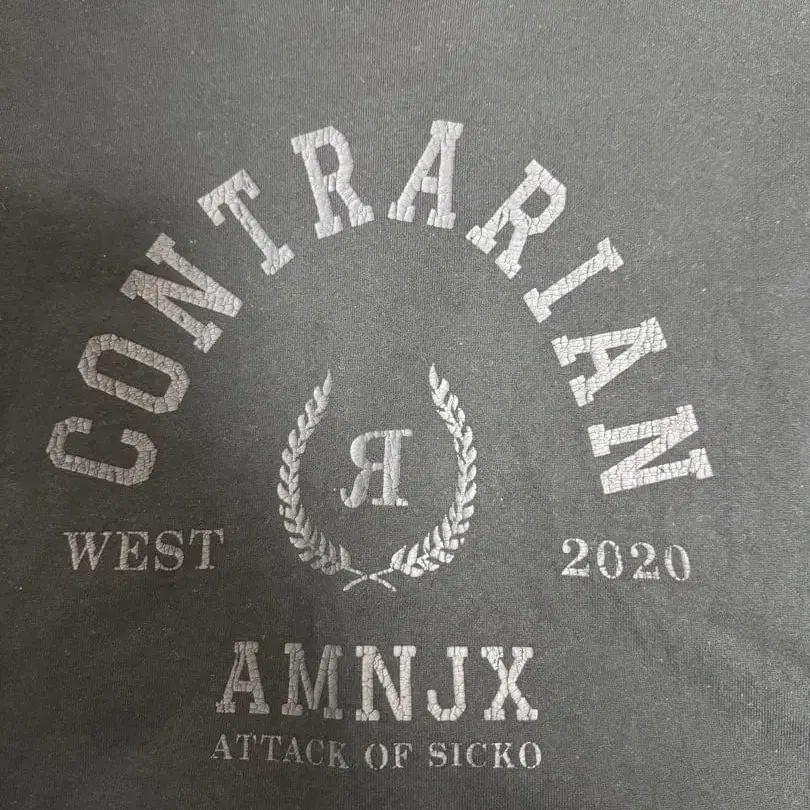 CONTRARIAN
Я
WEST
2020
AMNJX
ATTACK OF SICKO